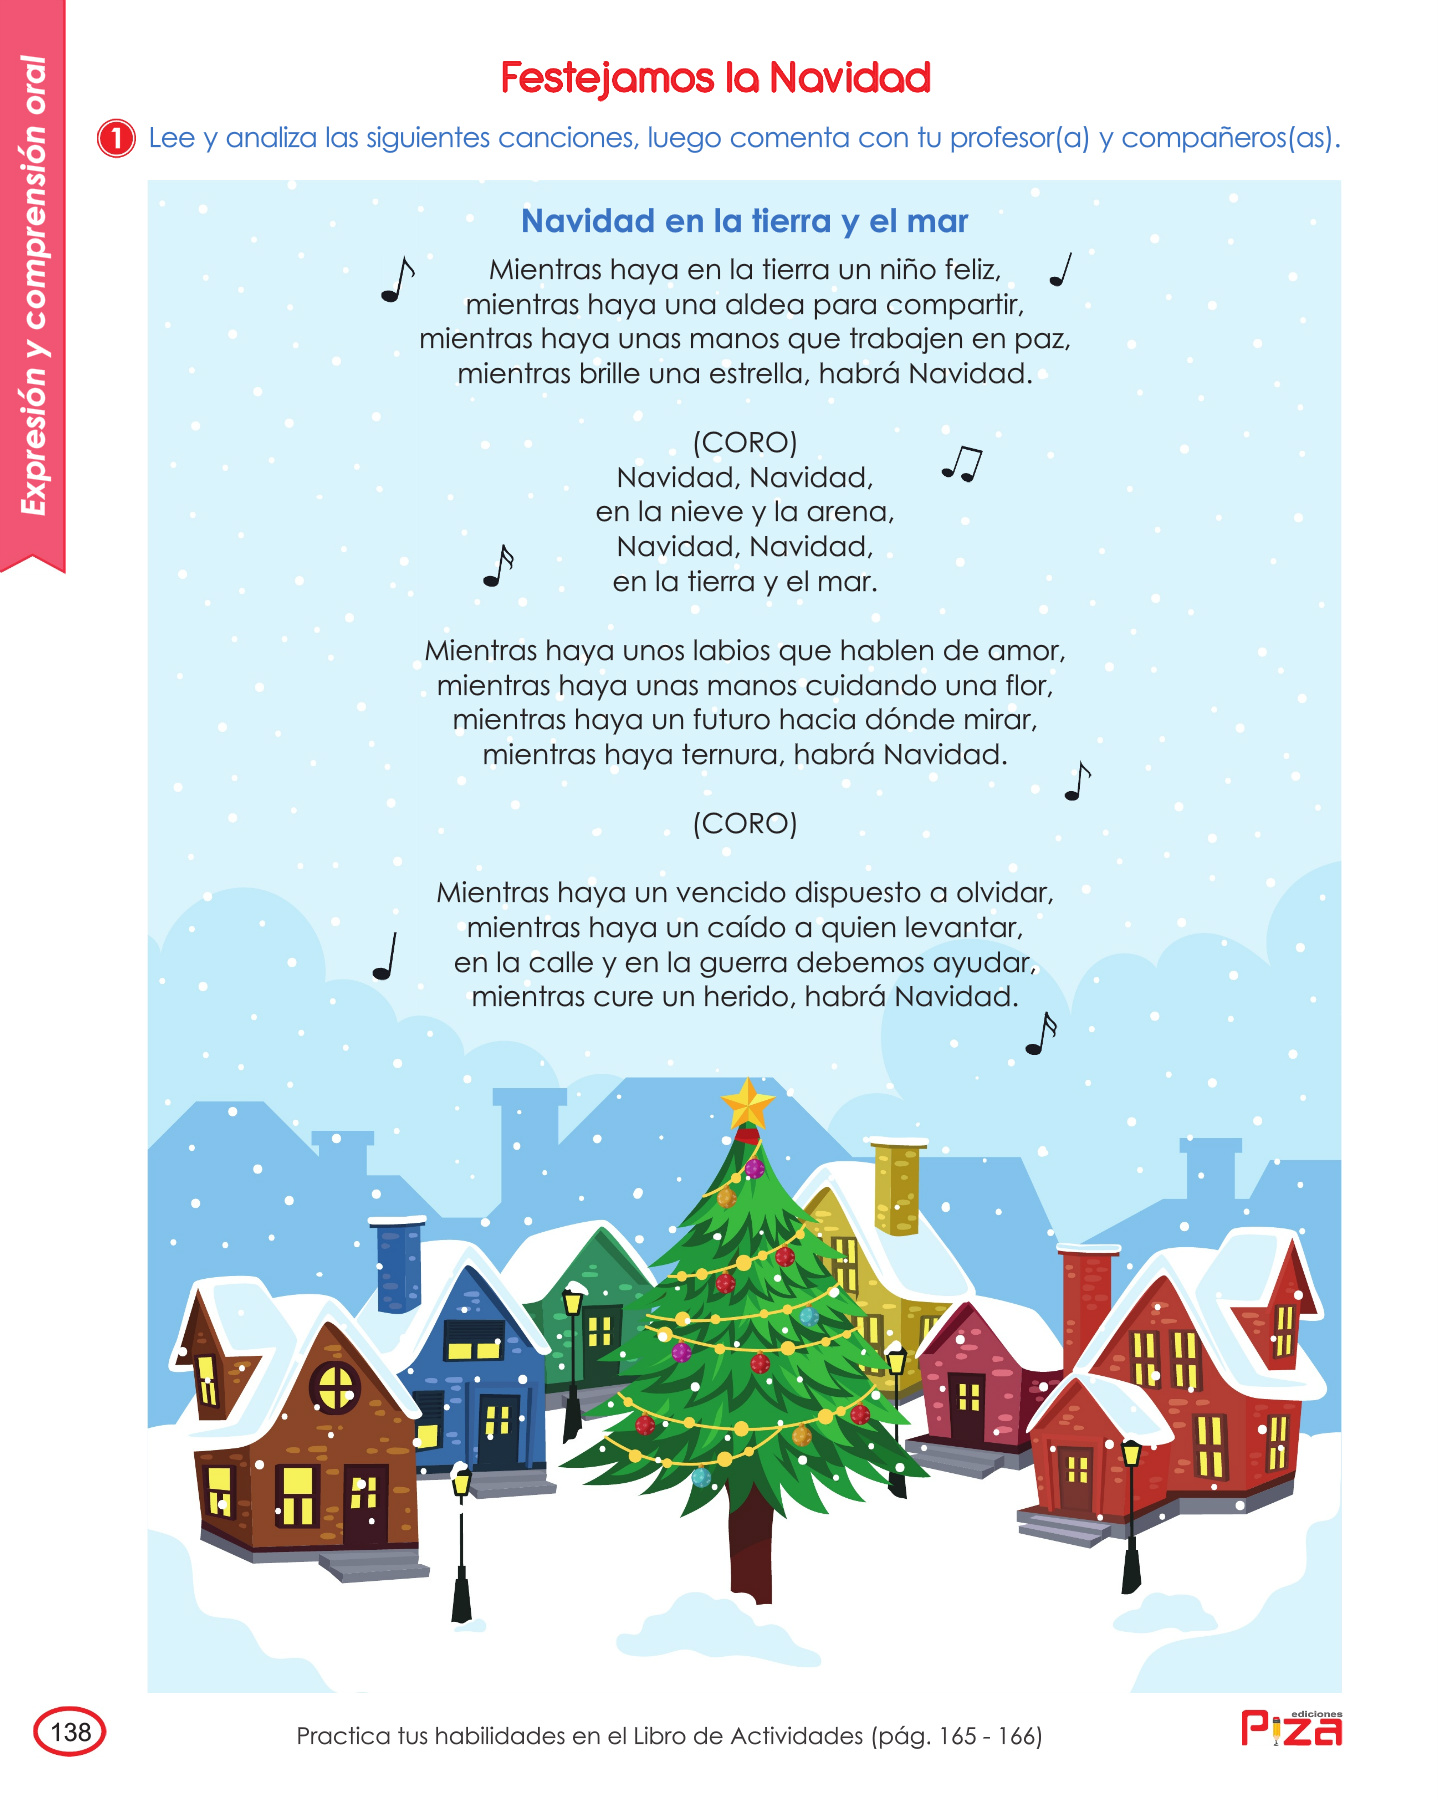 Expresión y comprensión oral
Festejamos la Navidad
1 Lee y analiza las siguientes canciones, luego comenta con tu profesor(a) y compañeros(as).
Navidad en la tierra y el mar
Mientras haya en la tierra un niño feliz,
mientras haya una aldea para compartir,
mientras haya unas manos que trabajen en paz,
mientras brille una estrella, habrá Navidad.
(CORO)
Navidad, Navidad,
en la nieve y la arena,
Navidad, Navidad,
en la tierra y el mar.
Mientras haya unos labios que hablen de amor,
mientras haya unas manos cuidando una flor,
mientras haya un futuro hacia dónde mirar,
mientras haya ternura, habrá Navidad.
(CORO)
Mientras haya un vencido dispuesto a olvidar,
mientras haya un caído a quien levantar,
en la calle y en la guerra debemos ayudar,
mientras cure un herido, habrá Navidad.
138
Practica tus habilidades en el Libro de Actividades (pág. 165 - 166)
ediciones
Piza